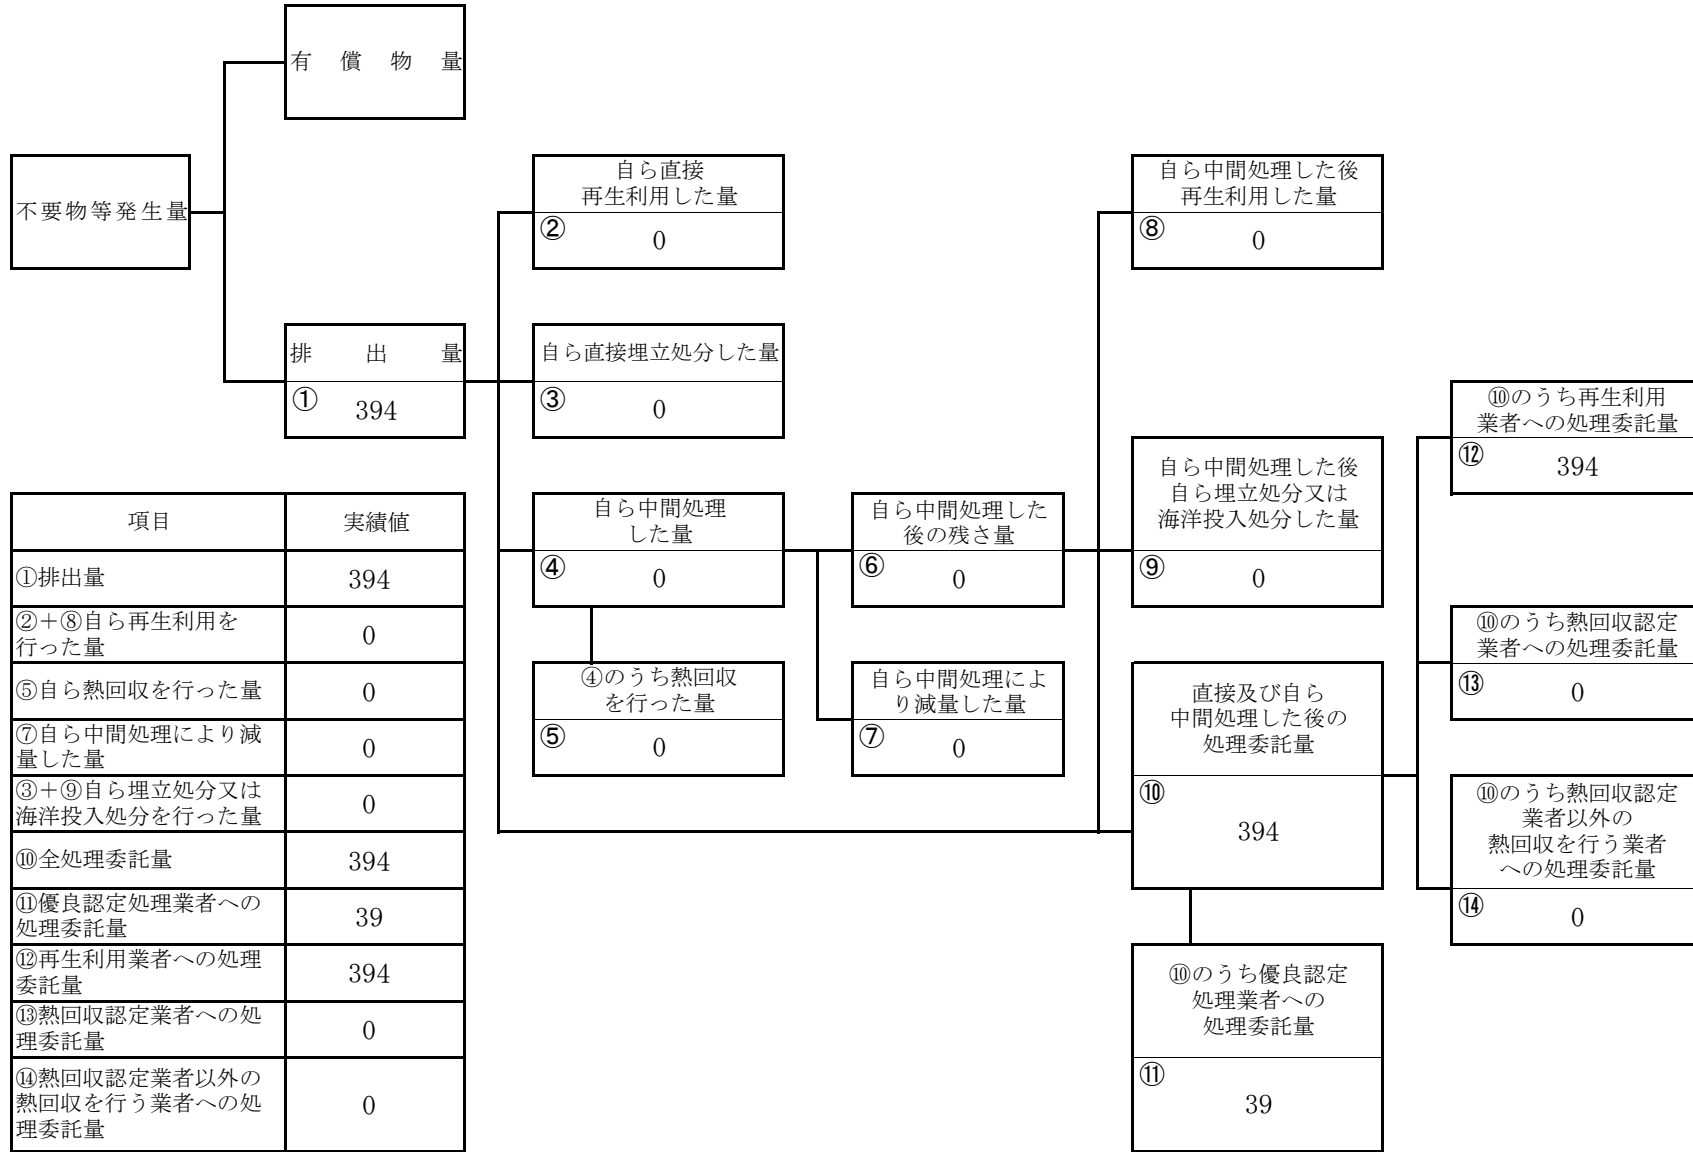 有償物量
不要物等発生量
排出量
① 394
自ら直接
再生利用した量
② 0
自ら直接埋立処分した量
③ 0
自ら中間処理
した量
④ 0
④のうち熱回収
を行った量
⑤ 0
自ら中間処理した
後の残さ量
⑥ 0
自ら中間処理によ
り減量した量
⑦ 0
自ら中間処理した後
再生利用した量
⑧ 0
自ら中間処理した後
自ら埋立処分又は
海洋投入処分した量
⑨ 0
直接及び自ら
中間処理した後の
処理委託量
⑩
394
⑩のうち優良認定
処理業者への
処理委託量
⑪
39
⑩のうち再生利用
業者への処理委託量
⑫ 394
⑩のうち熱回収認定
業者への処理委託量
⑬ 0
⑩のうち熱回収認定
業者以外の
熱回収を行う業者
への処理委託量
⑭ 0
項目 実績値
①排出量 394
②＋⑧自ら再生利用を
行った量 0
⑤自ら熱回収を行った量 0
⑦自ら中間処理により減
量した量 0
③＋⑨自ら埋立処分又は
海洋投入処分を行った量 0
⑩全処理委託量 394
⑪優良認定処理業者への
処理委託量 39
⑫再生利用業者への処理
委託量 394
⑬熱回収認定業者への処
理委託量 0
⑭熱回収認定業者以外の
熱回収を行う業者への処
理委託量 0